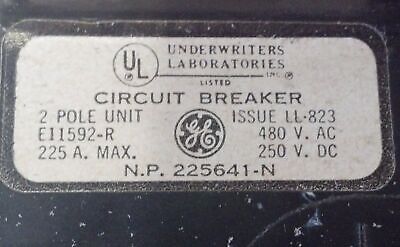 UL
UNDERWRITERS
LABORATORIES
INC.
LISTED
CIRCUIT BREAKER
2 POLE UNIT ISSUE LL-823
E11592-R GE 480 V. AC
225 A. MAX. 250 V. DC
N.P. 225641-N